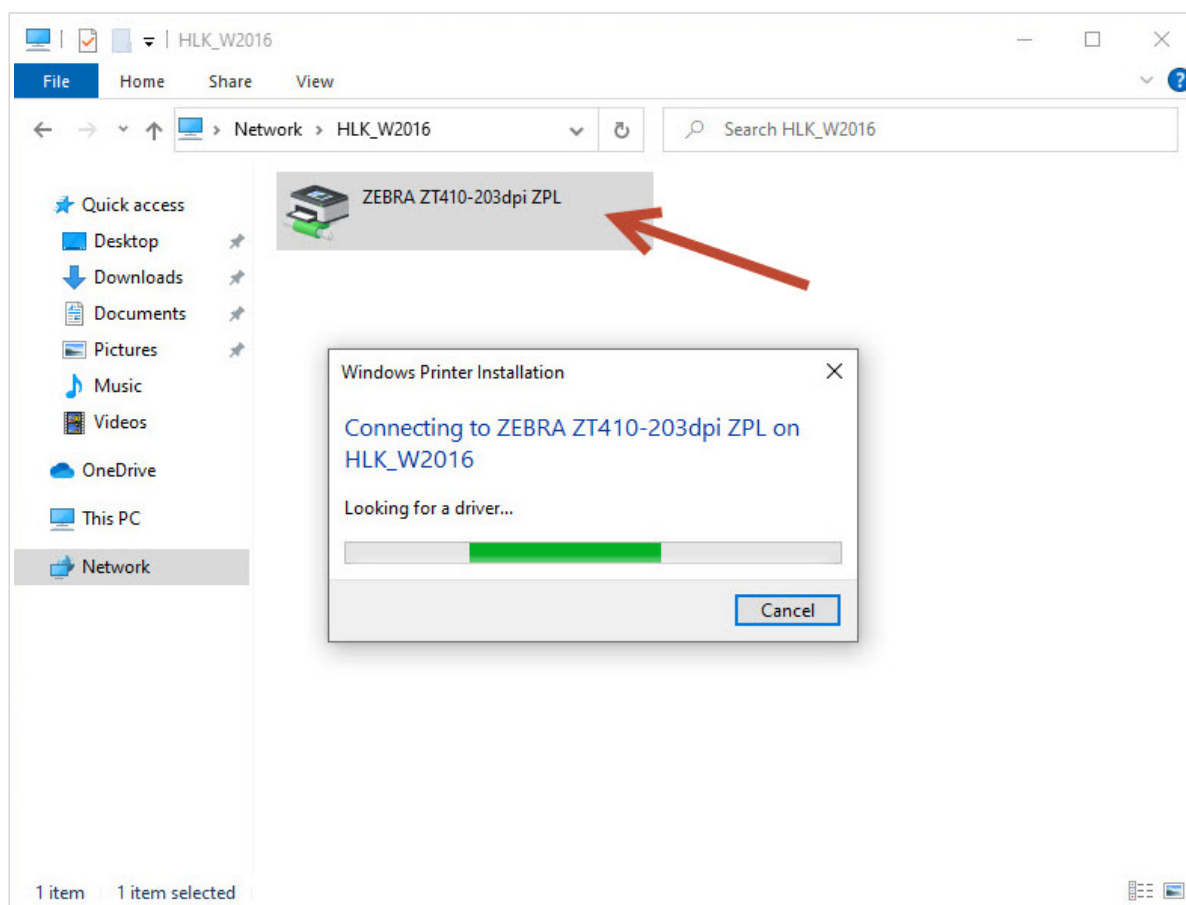 HLK_W2016
File Home Share View
?
Network > HLK_W2016
Search HLK_W2016
Quick access
Desktop
Downloads
Documents
Pictures
Music
Videos
OneDrive
This PC
Network
ZEBRA ZT410-203dpi ZPL
Windows Printer Installation
Connecting to ZEBRA ZT410-203dpi ZPL on
HLK_W2016
Looking for a driver...
Cancel
1 item 1 item selected